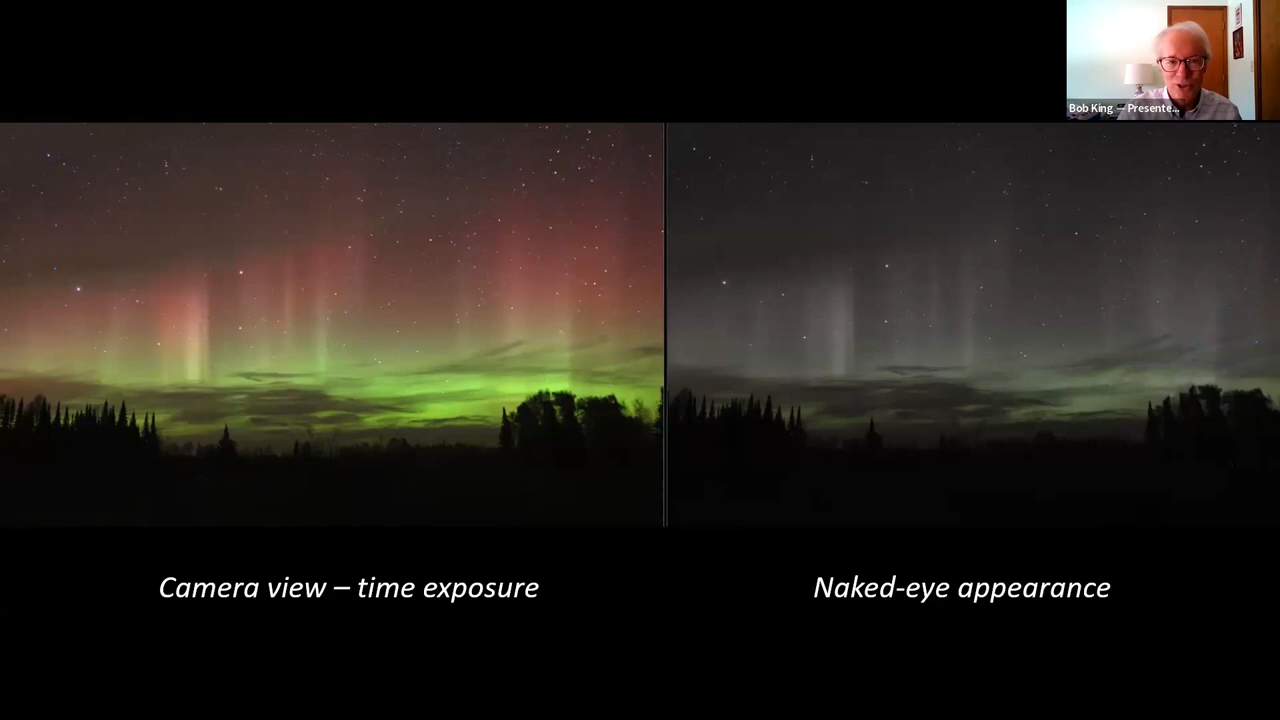 Bob King — Presente...
Camera view – time exposure
Naked-eye appearance